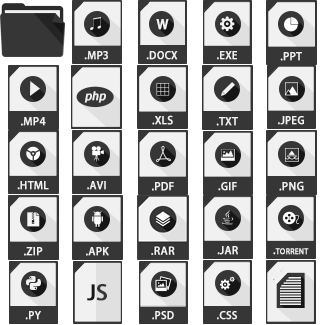 .MP3
W
.DOCX
.EXE
.PPT
.MP4
php
.XLS
.TXT
.JPEG
.HTML
.AVI
.PDF
.GIF
.PNG
.ZIP
.APK
.RAR
.JAR
.TORRENT
.PY
JS
.PSD
.CSS